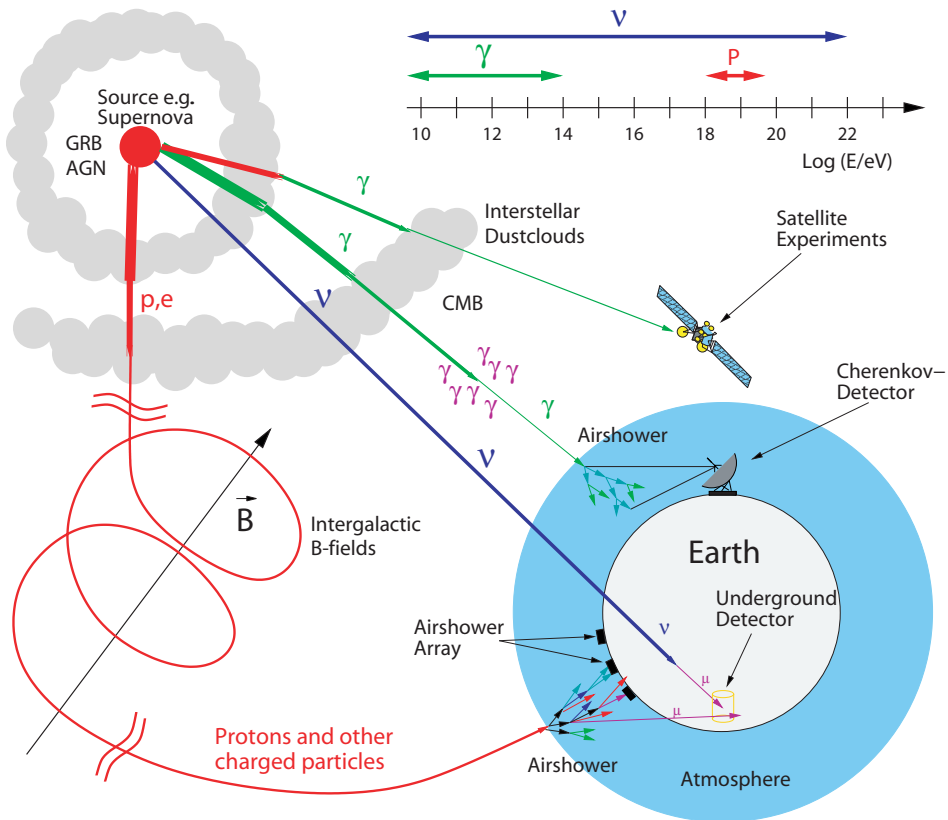 ν
γ
P
10 12 14 16 18 20 22
Log (E/eV)
Source e.g.
Supernova
GRB
AGN
γ
Interstellar
Dustclouds
Satellite
Experiments
γ
p,e
ν
CMB
γ
γ γ
γ
γ γ γ
γ
γ
Cherenkov–
Detector
Airshower
ν
B
Intergalactic
B-fields
Earth
Underground
Detector
Airshower
Array
ν
μ
μ
Protons and other
charged particles
Airshower
Atmosphere